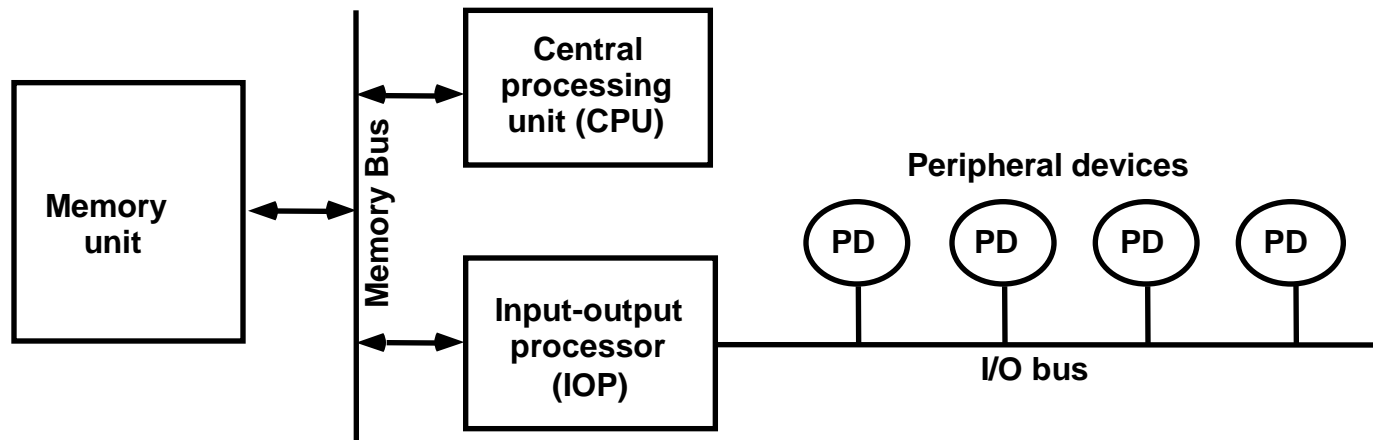 Memory
unit
Memory Bus
Central
processing
unit (CPU)
Input-output
processor
(IOP)
Peripheral devices
PD PD PD PD
I/O bus